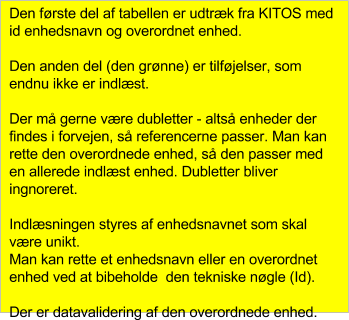 Den første del af tabellen er udtræk fra KITOS med
id enhedsnavn og overordnet enhed.
Den anden del (den grønne) er tilføjelser, som
endnu ikke er indlæst.
Der må gerne være dubletter - altså enheder der
findes i forvejen, så referencerne passer. Man kan
rette den overordnede enhed, så den passer med
en allerede indlæst enhed. Dubletter bliver
ingnoreret.
Indlæsningen styres af enhedsnavnet som skal
være unikt.
Man kan rette et enhedsnavn eller en overordnet
enhed ved at bibeholde  den tekniske nøgle (Id).
Der er datavalidering af den overordnede enhed.